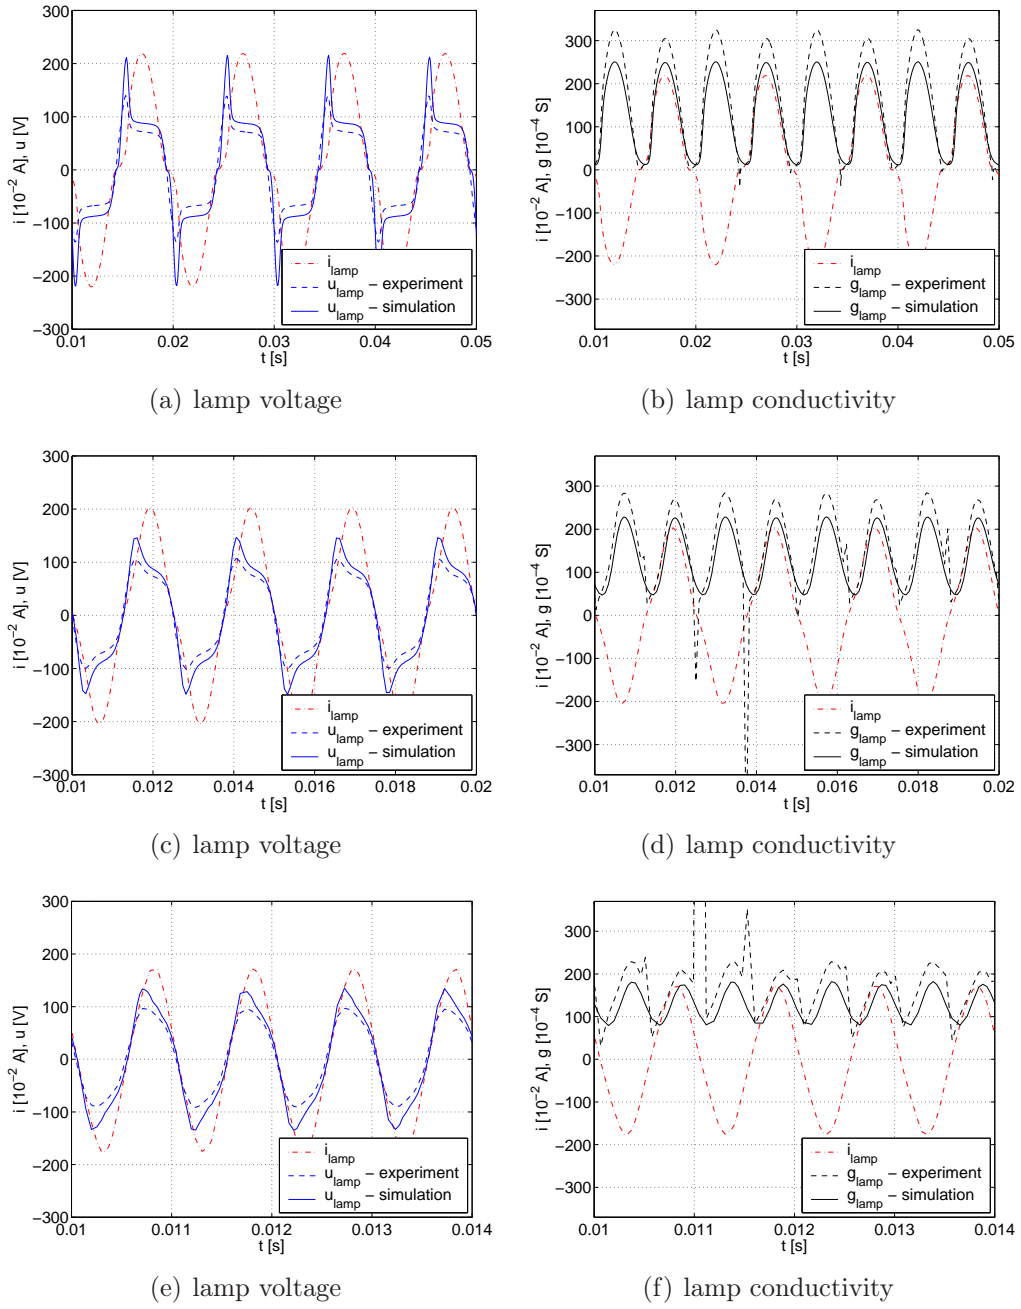 300
200
100
0
−100
−200
−300
i [10⁻² A], u [V]
0.01
0.02
0.03
0.04
0.05
t [s]
i_lamp
u_lamp − experiment
u_lamp − simulation
(a) lamp voltage
300
200
100
0
−100
−200
−300
i [10⁻² A], g [10⁻⁴ S]
0.01
0.02
0.03
0.04
0.05
t [s]
i_lamp
g_lamp − experiment
g_lamp − simulation
(b) lamp conductivity
300
200
100
0
−100
−200
−300
i [10⁻² A], u [V]
0.01
0.012
0.014
0.016
0.018
0.02
t [s]
i_lamp
u_lamp − experiment
u_lamp − simulation
(c) lamp voltage
300
200
100
0
−100
−200
−300
i [10⁻² A], g [10⁻⁴ S]
0.01
0.012
0.014
0.016
0.018
0.02
t [s]
i_lamp
g_lamp − experiment
g_lamp − simulation
(d) lamp conductivity
300
200
100
0
−100
−200
−300
i [10⁻² A], u [V]
0.01
0.011
0.012
0.013
0.014
t [s]
i_lamp
u_lamp − experiment
u_lamp − simulation
(e) lamp voltage
300
200
100
0
−100
−200
−300
i [10⁻² A], g [10⁻⁴ S]
0.01
0.011
0.012
0.013
0.014
t [s]
i_lamp
g_lamp − experiment
g_lamp − simulation
(f) lamp conductivity